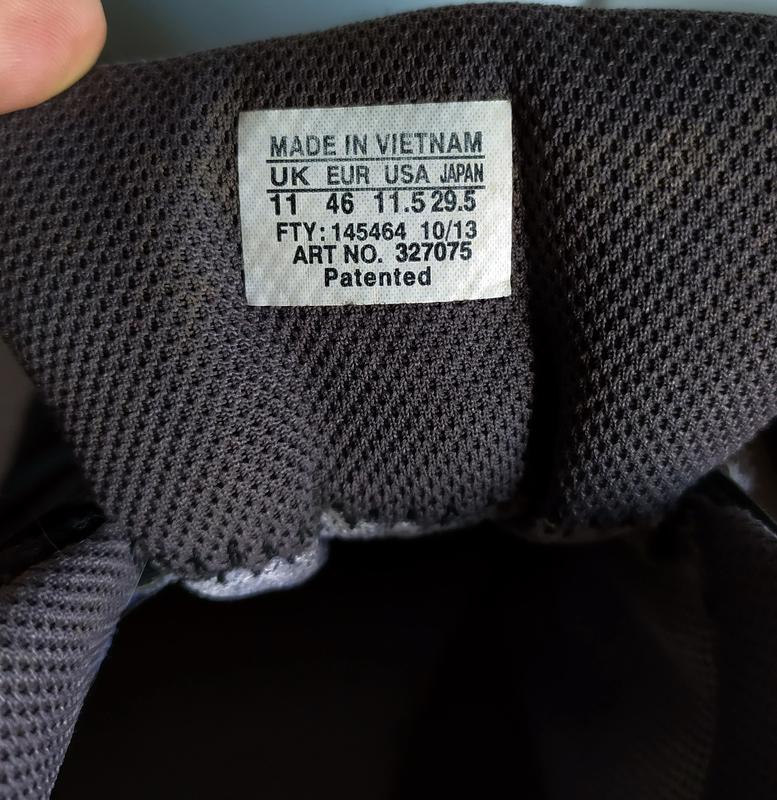 MADE IN VIETNAM
UK EUR USA JAPAN
11 46 11.5 29.5
FTY: 145464 10/13
ART NO. 327075
Patented